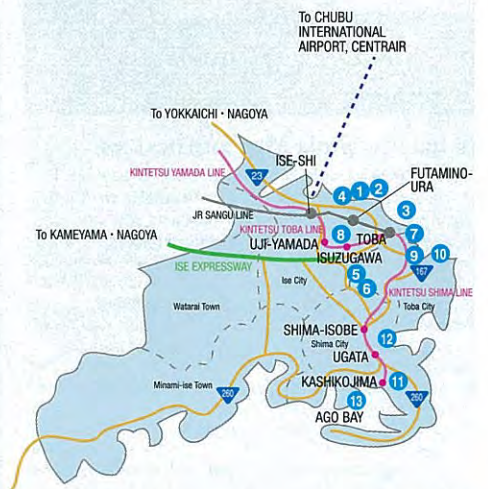 To CHUBU
INTERNATIONAL
AIRPORT, CENTRAIR
To YOKKAICHI・NAGOYA
ISE-SHI
FUTAMINO-
URA
KINTETSU YAMADA LINE
23
4
1
2
3
JR SANGU LINE
KINTETSU TOBA LINE
8
TOBA
7
To KAMEYAMA・NAGOYA
UJI-YAMADA
ISUZUGAWA
9
10
ISE EXPRESSWAY
167
5
6
Ise City
KINTETSU SHIMA LINE
Toba City
Watarai Town
SHIMA-ISOBE
Shima City
12
UGATA
Minami-ise Town
260
KASHIKOJIMA
11
13
260
AGO BAY